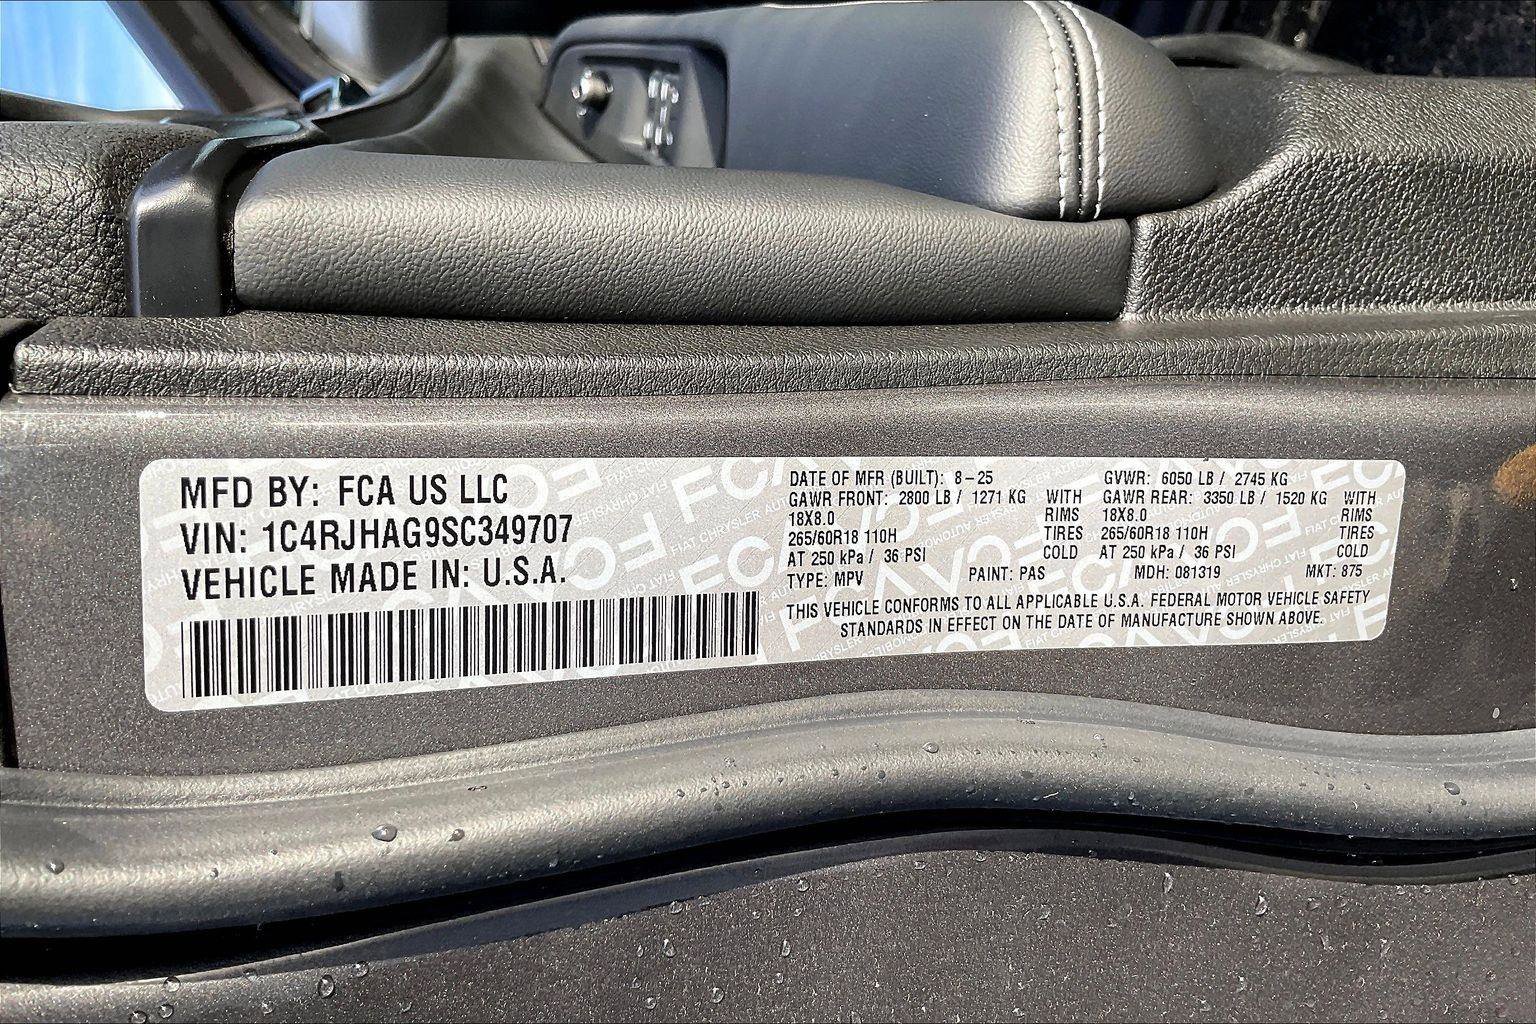 MFD BY: FCA US LLC
VIN: 1C4RJHAG9SC349707
VEHICLE MADE IN: U.S.A.
DATE OF MFR (BUILT): 8-25 GVWR: 6050 LB / 2745 KG
GAWR FRONT: 2800 LB / 1271 KG WITH GAWR REAR: 3350 LB / 1520 KG WITH
18X8.0 RIMS 18X8.0 RIMS
265/60R18 110H TIRES 265/60R18 110H TIRES
AT 250 kPa / 36 PSI COLD AT 250 kPa / 36 PSI COLD
TYPE: MPV PAINT: PAS MDH: 081319 MKT: 875
THIS VEHICLE CONFORMS TO ALL APPLICABLE U.S.A. FEDERAL MOTOR VEHICLE SAFETY
STANDARDS IN EFFECT ON THE DATE OF MANUFACTURE SHOWN ABOVE.